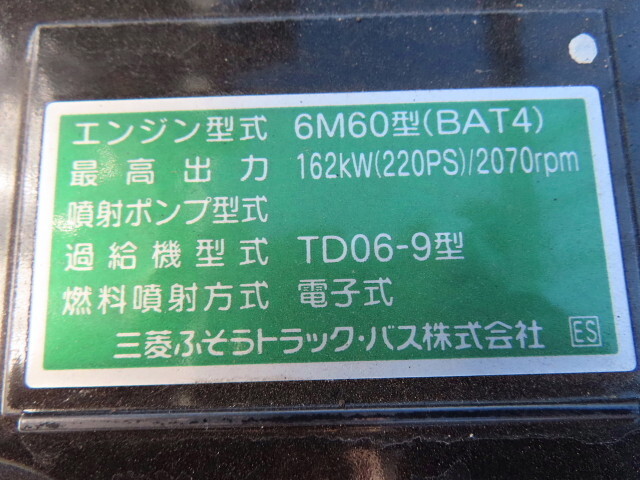 エンジン型式 6M60型(BAT4)
最高出力 162kW(220PS)/2070rpm
噴射ポンプ型式
過給機型式 TD06-9型
燃料噴射方式 電子式
三菱ふそうトラック・バス株式会社 ES